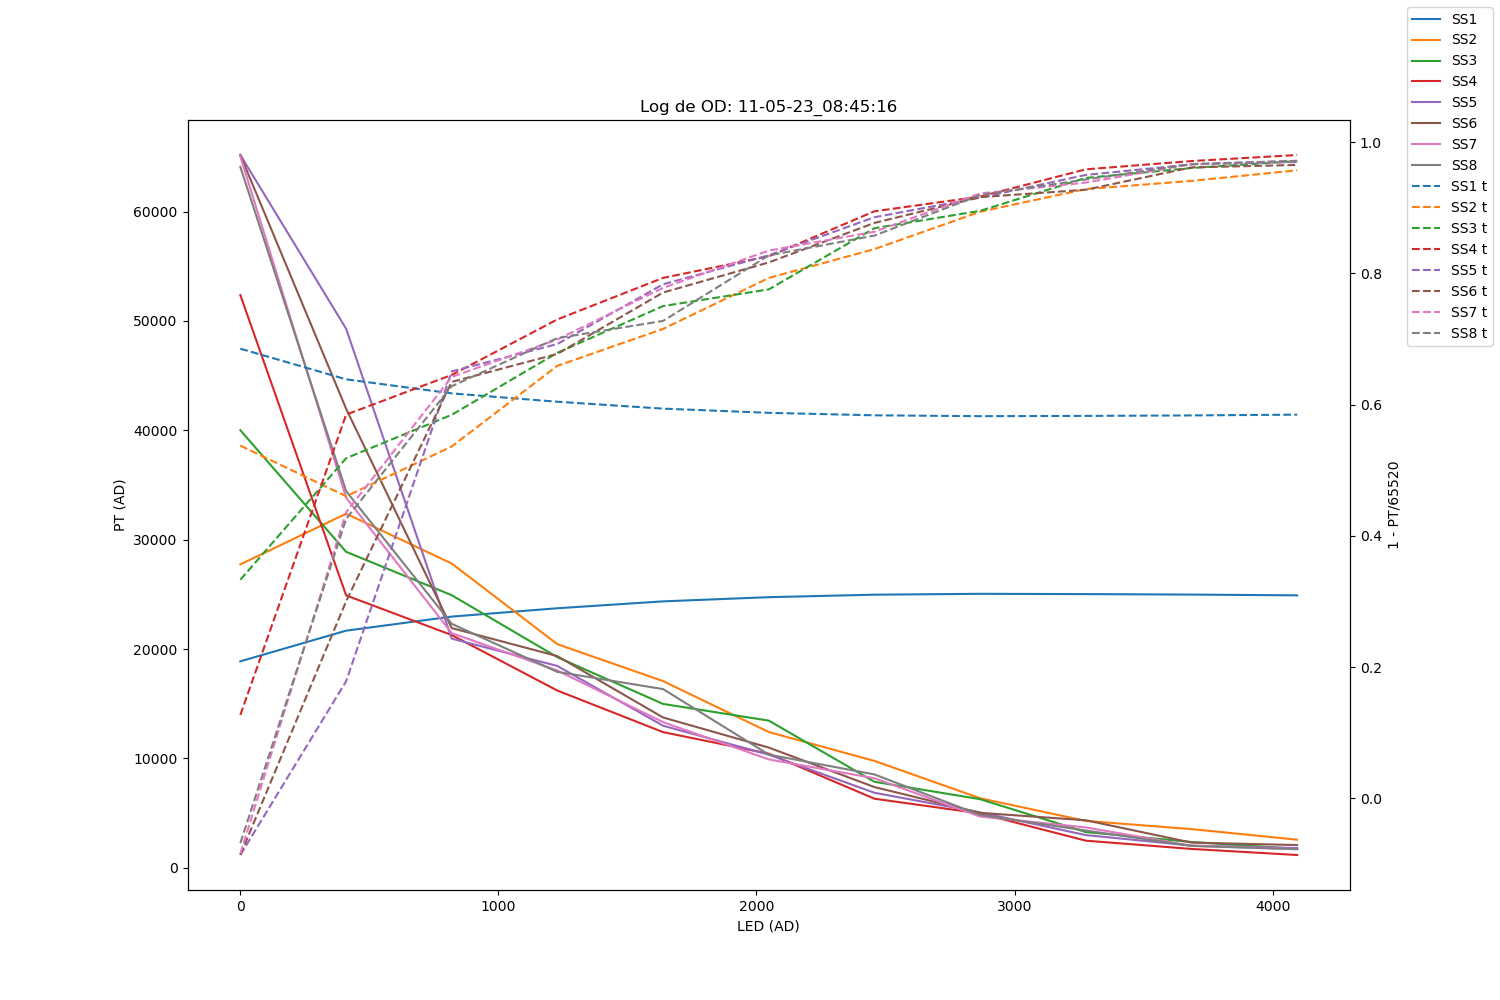 Log de OD: 11-05-23_08:45:16
PT (AD)
60000
50000
40000
30000
20000
10000
0
0
1000
2000
3000
4000
LED (AD)
1.0
0.8
0.6
0.4
0.2
0.0
1 - PT/65520
SS1
SS2
SS3
SS4
SS5
SS6
SS7
SS8
SS1 t
SS2 t
SS3 t
SS4 t
SS5 t
SS6 t
SS7 t
SS8 t